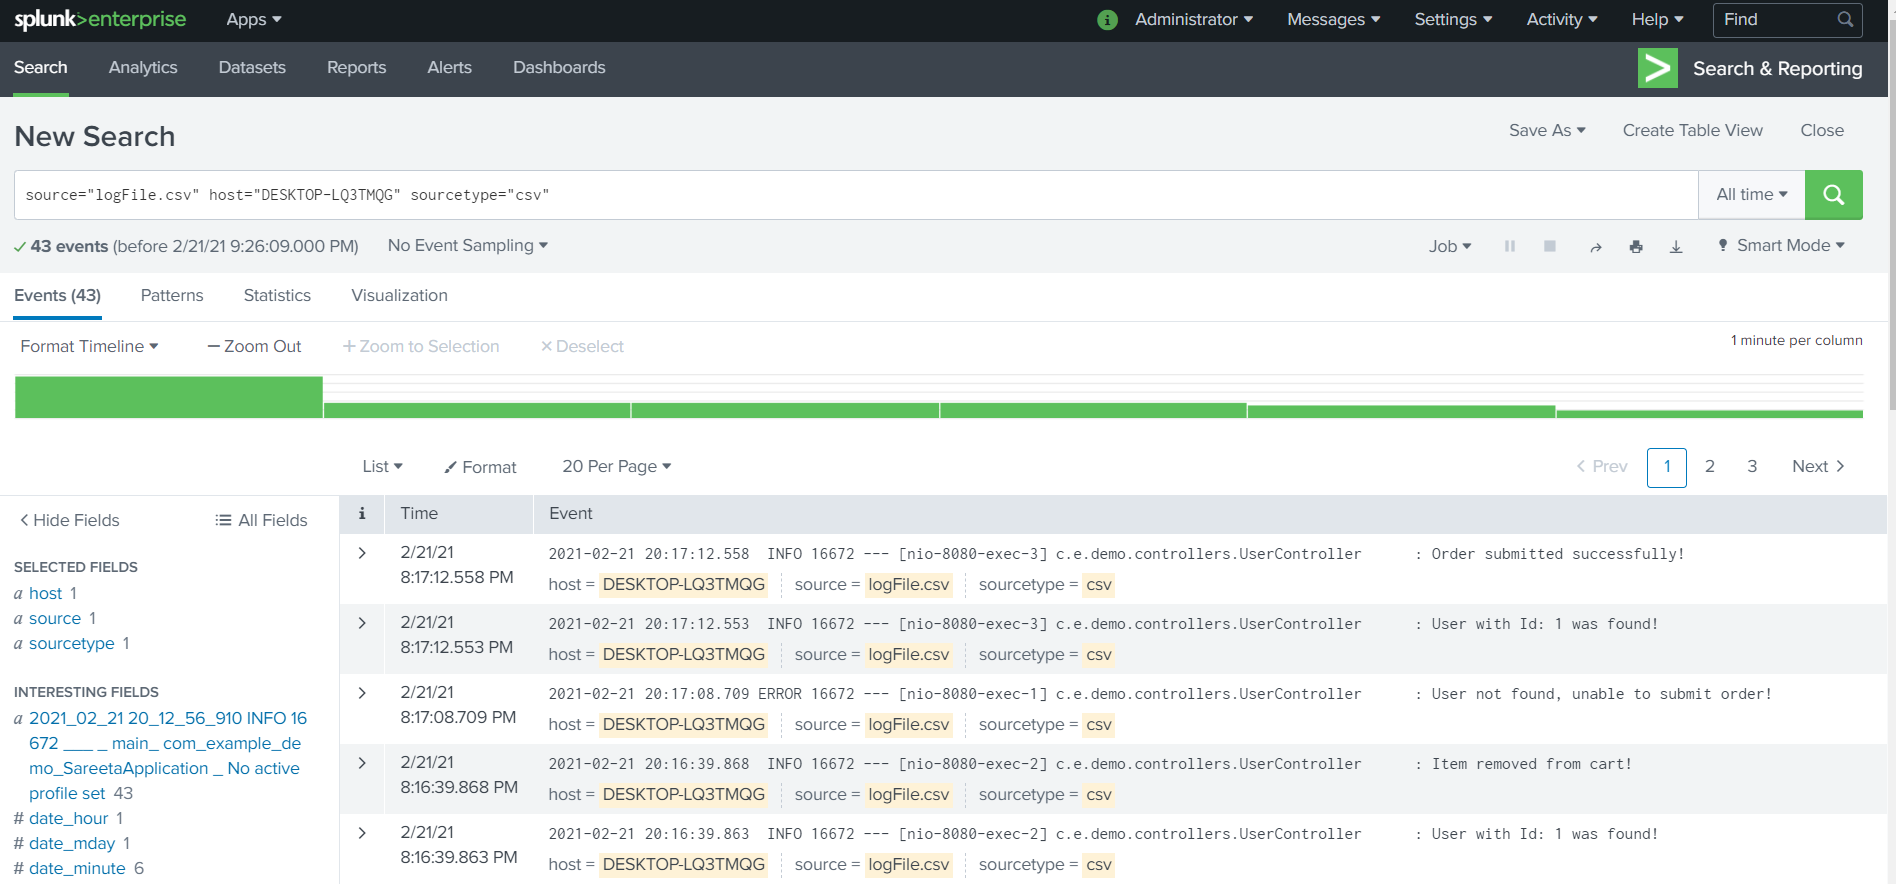 splunk>enterprise Apps Administrator Messages Settings Activity Help Find
Search Analytics Datasets Reports Alerts Dashboards Search & Reporting
New Search Save As Create Table View Close
source="logFile.csv" host="DESKTOP-LQ3TMQG" sourcetype="csv" All time
43 events (before 2/21/21 9:26:09.000 PM) No Event Sampling Job Smart Mode
Events (43) Patterns Statistics Visualization
Format Timeline — Zoom Out + Zoom to Selection × Deselect 1 minute per column
List Format 20 Per Page < Prev 1 2 3 Next >
< Hide Fields All Fields
SELECTED FIELDS
a host 1
a source 1
a sourcetype 1
INTERESTING FIELDS
a 2021_02_21 20_12_56_910 INFO 16
672 ___ _ main_ com_example_de
mo_SareetaApplication _ No active
profile set 43
# date_hour 1
# date_mday 1
# date_minute 6
i Time Event
> 2/21/21 2021-02-21 20:17:12.558  INFO 16672 --- [nio-8080-exec-3] c.e.demo.controllers.UserController      : Order submitted successfully!
8:17:12.558 PM host = DESKTOP-LQ3TMQG source = logFile.csv sourcetype = csv
> 2/21/21 2021-02-21 20:17:12.553  INFO 16672 --- [nio-8080-exec-3] c.e.demo.controllers.UserController      : User with Id: 1 was found!
8:17:12.553 PM host = DESKTOP-LQ3TMQG source = logFile.csv sourcetype = csv
> 2/21/21 2021-02-21 20:17:08.709 ERROR 16672 --- [nio-8080-exec-1] c.e.demo.controllers.UserController      : User not found, unable to submit order!
8:17:08.709 PM host = DESKTOP-LQ3TMQG source = logFile.csv sourcetype = csv
> 2/21/21 2021-02-21 20:16:39.868  INFO 16672 --- [nio-8080-exec-2] c.e.demo.controllers.UserController      : Item removed from cart!
8:16:39.868 PM host = DESKTOP-LQ3TMQG source = logFile.csv sourcetype = csv
> 2/21/21 2021-02-21 20:16:39.863  INFO 16672 --- [nio-8080-exec-2] c.e.demo.controllers.UserController      : User with Id: 1 was found!
8:16:39.863 PM host = DESKTOP-LQ3TMQG source = logFile.csv sourcetype = csv